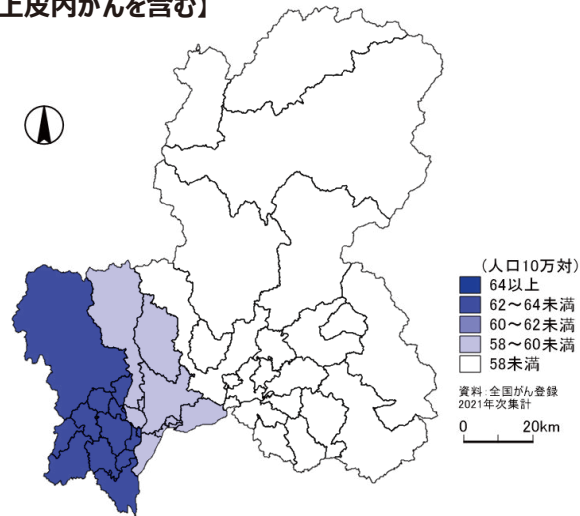 上皮内がんを含む】
(人口10万対)
64以上
62～64未満
60～62未満
58～60未満
58未満
資料:全国がん登録
2021年次集計
0 20km